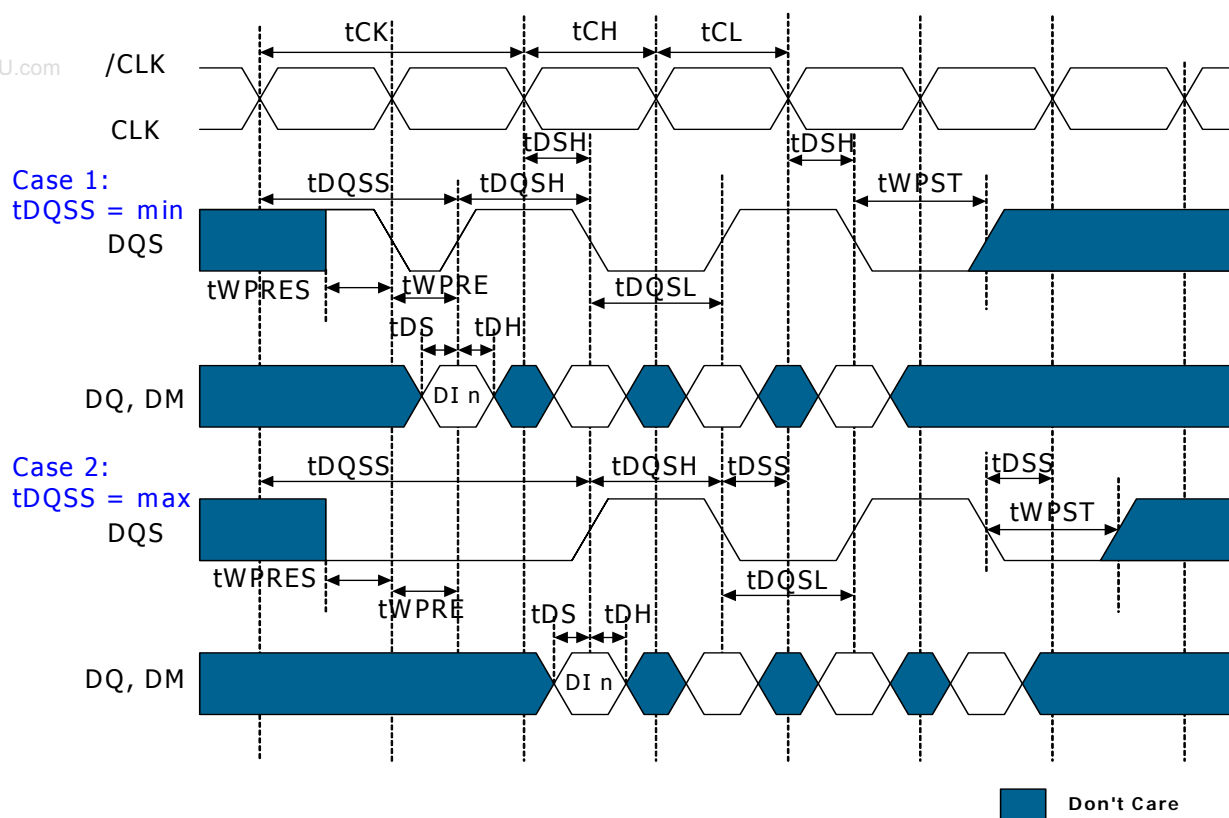 tCK tCH tCL
U.com /CLK
CLK
tDSH tDSH
Case 1:
tDQSS tDQSH tWPST
tDQSS = min
DQS
tWPRES tWPRE tDQSL
tDS tDH
DQ, DM DI n
Case 2:
tDQSS tDQSH tDSS tDSS
tDQSS = max
DQS tWPST
tWPRES tDQSL
tWPRE
tDS tDH
DQ, DM DI n
Don't Care